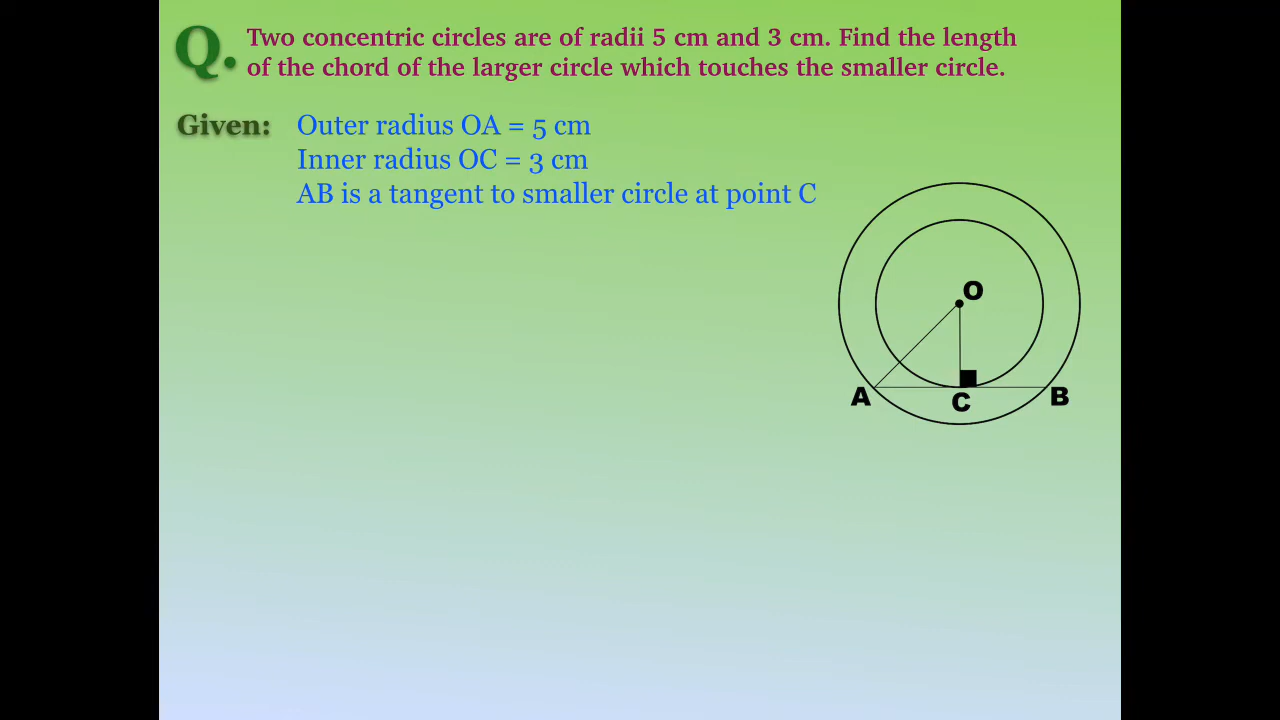 Q. Two concentric circles are of radii 5 cm and 3 cm. Find the length
of the chord of the larger circle which touches the smaller circle.
Given: Outer radius OA = 5 cm
Inner radius OC = 3 cm
AB is a tangent to smaller circle at point C
O
A
C
B